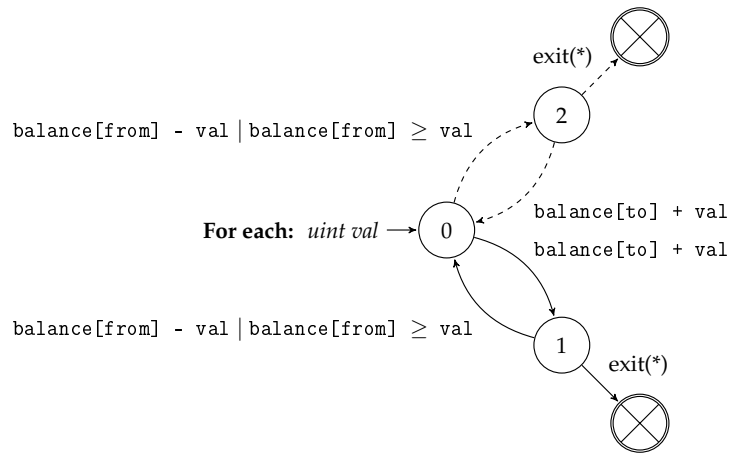 exit(*)
2
balance[from] - val | balance[from] ≥ val
balance[to] + val
For each: uint val
0
balance[to] + val
balance[from] - val | balance[from] ≥ val
1
exit(*)